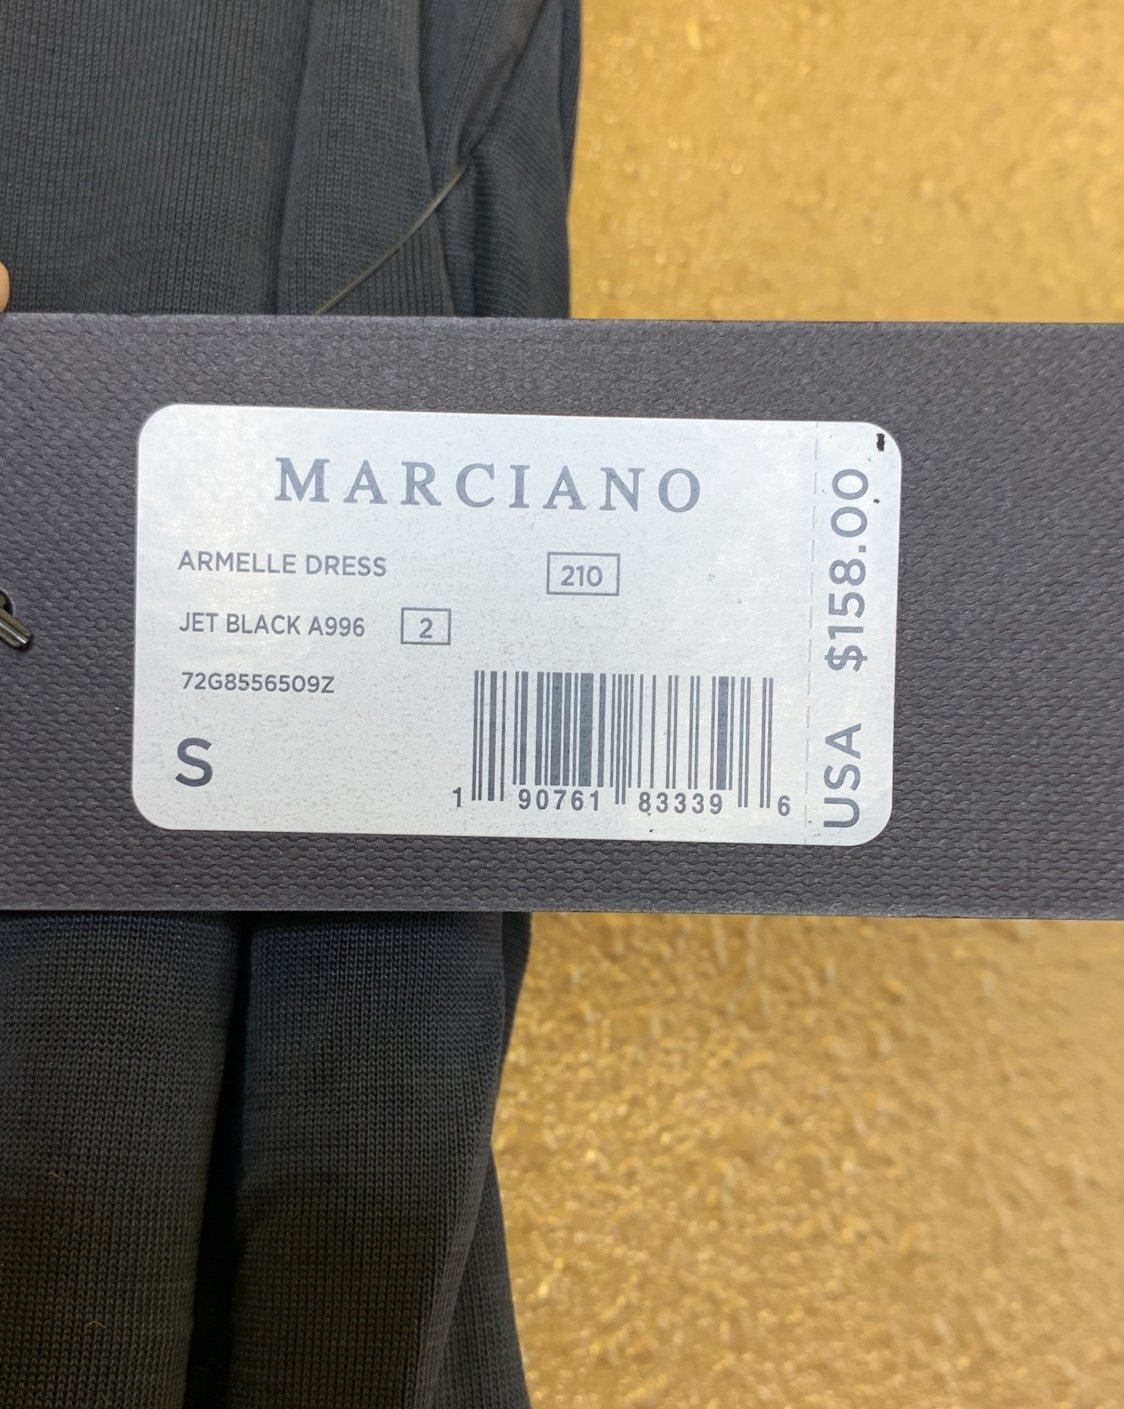 MARCIANO
ARMELLE DRESS 210
JET BLACK A996 2
72G8556509Z
S
1 90761 83339 6
USA $158.00